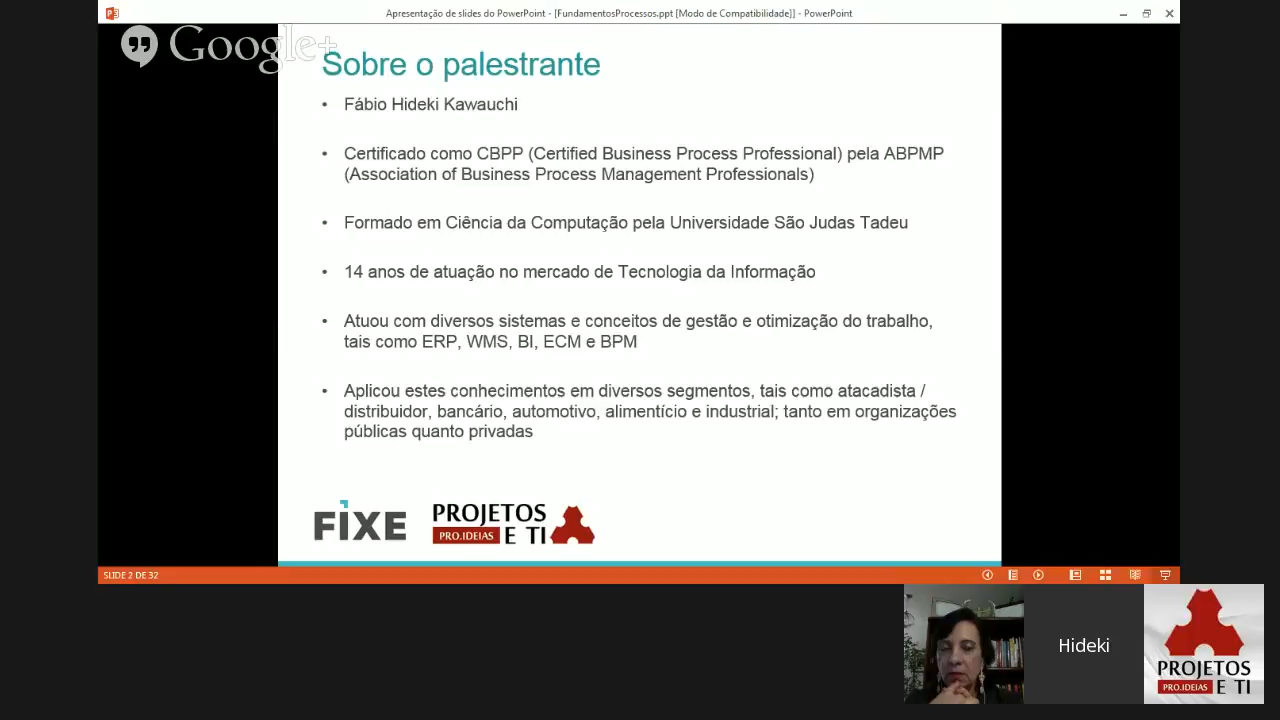 Apresentação de slides do PowerPoint - [FundamentosProcessos.ppt [Modo de Compatibilidade]] - PowerPoint
Google+
Sobre o palestrante
• Fábio Hideki Kawauchi
• Certificado como CBPP (Certified Business Process Professional) pela ABPMP
(Association of Business Process Management Professionals)
• Formado em Ciência da Computação pela Universidade São Judas Tadeu
• 14 anos de atuação no mercado de Tecnologia da Informação
• Atuou com diversos sistemas e conceitos de gestão e otimização do trabalho,
tais como ERP, WMS, BI, ECM e BPM
• Aplicou estes conhecimentos em diversos segmentos, tais como atacadista /
distribuidor, bancário, automotivo, alimentício e industrial; tanto em organizações
públicas quanto privadas
FIXE
PROJETOS
PRO.IDEIAS E TI
SLIDE 2 DE 32
Hideki
PROJETOS
PRO.IDEIAS E TI